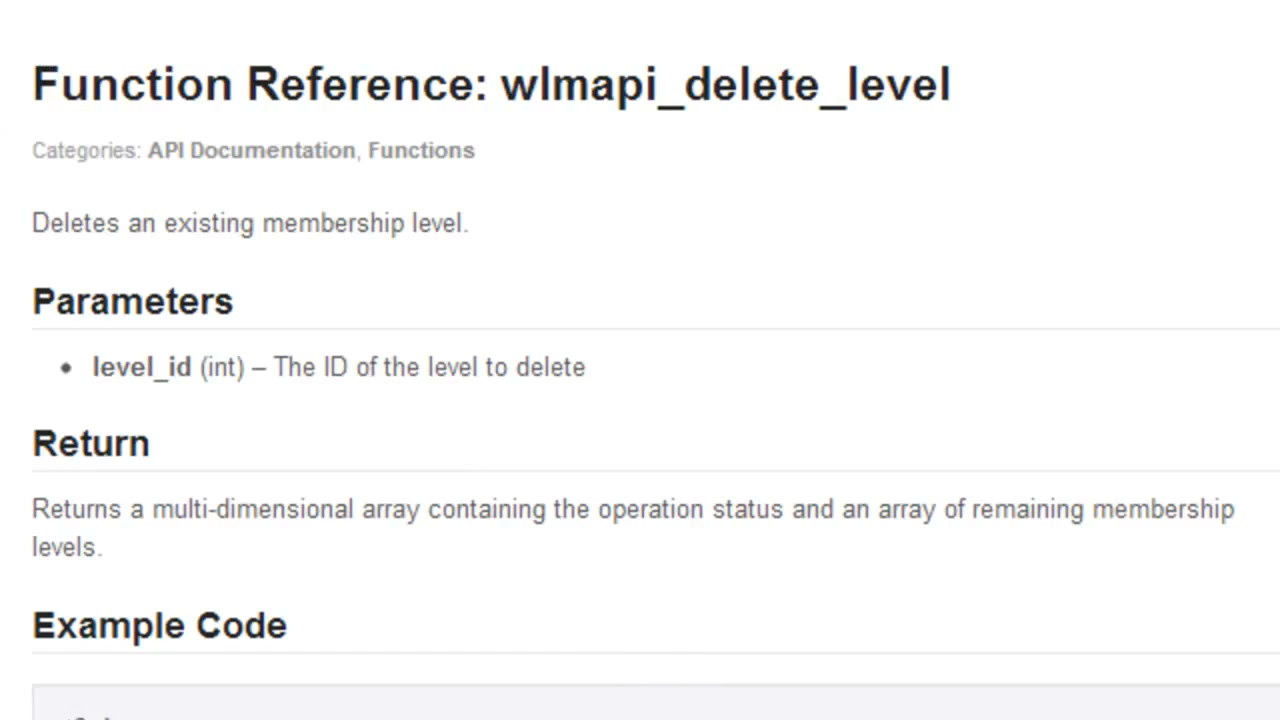 Function Reference: wlmapi_delete_level
Categories: API Documentation, Functions
Deletes an existing membership level.
Parameters
• level_id (int) – The ID of the level to delete
Return
Returns a multi-dimensional array containing the operation status and an array of remaining membership
levels.
Example Code